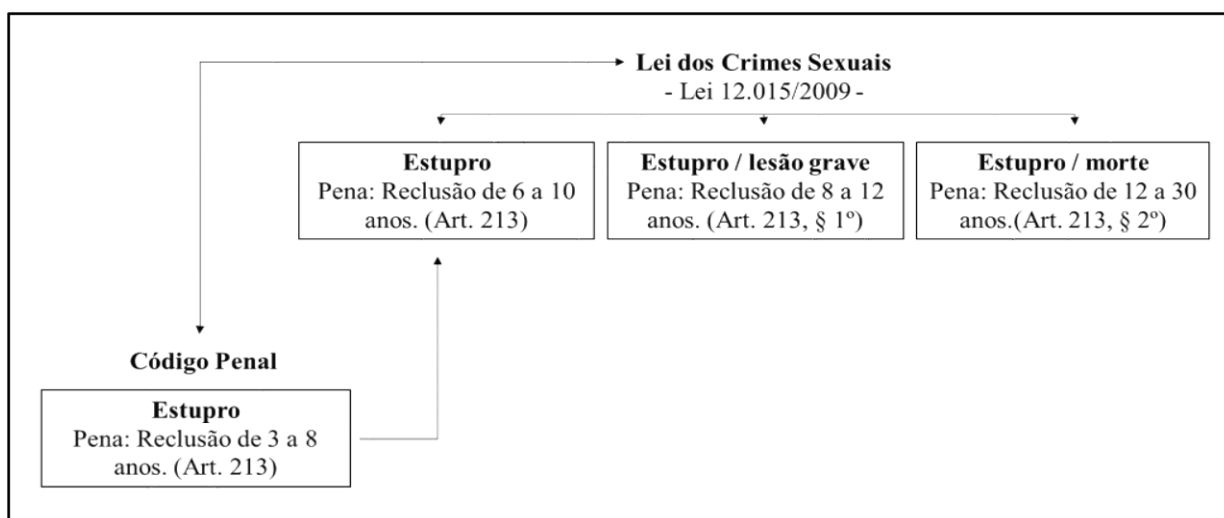 Lei dos Crimes Sexuais
- Lei 12.015/2009 -
Estupro
Pena: Reclusão de 6 a 10
anos. (Art. 213)
Estupro / lesão grave
Pena: Reclusão de 8 a 12
anos. (Art. 213, § 1º)
Estupro / morte
Pena: Reclusão de 12 a 30
anos.(Art. 213, § 2º)
Código Penal
Estupro
Pena: Reclusão de 3 a 8
anos. (Art. 213)